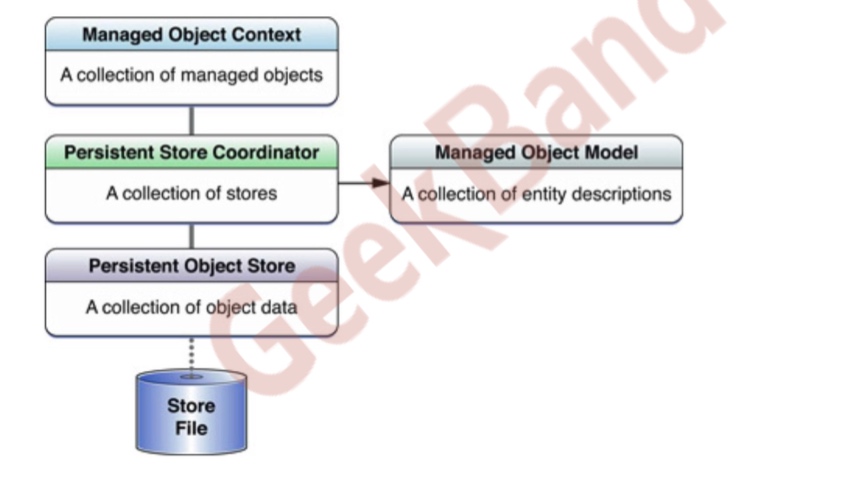 Managed Object Context
A collection of managed objects
Persistent Store Coordinator
A collection of stores
Managed Object Model
A collection of entity descriptions
Persistent Object Store
A collection of object data
Store
File
GeekBand